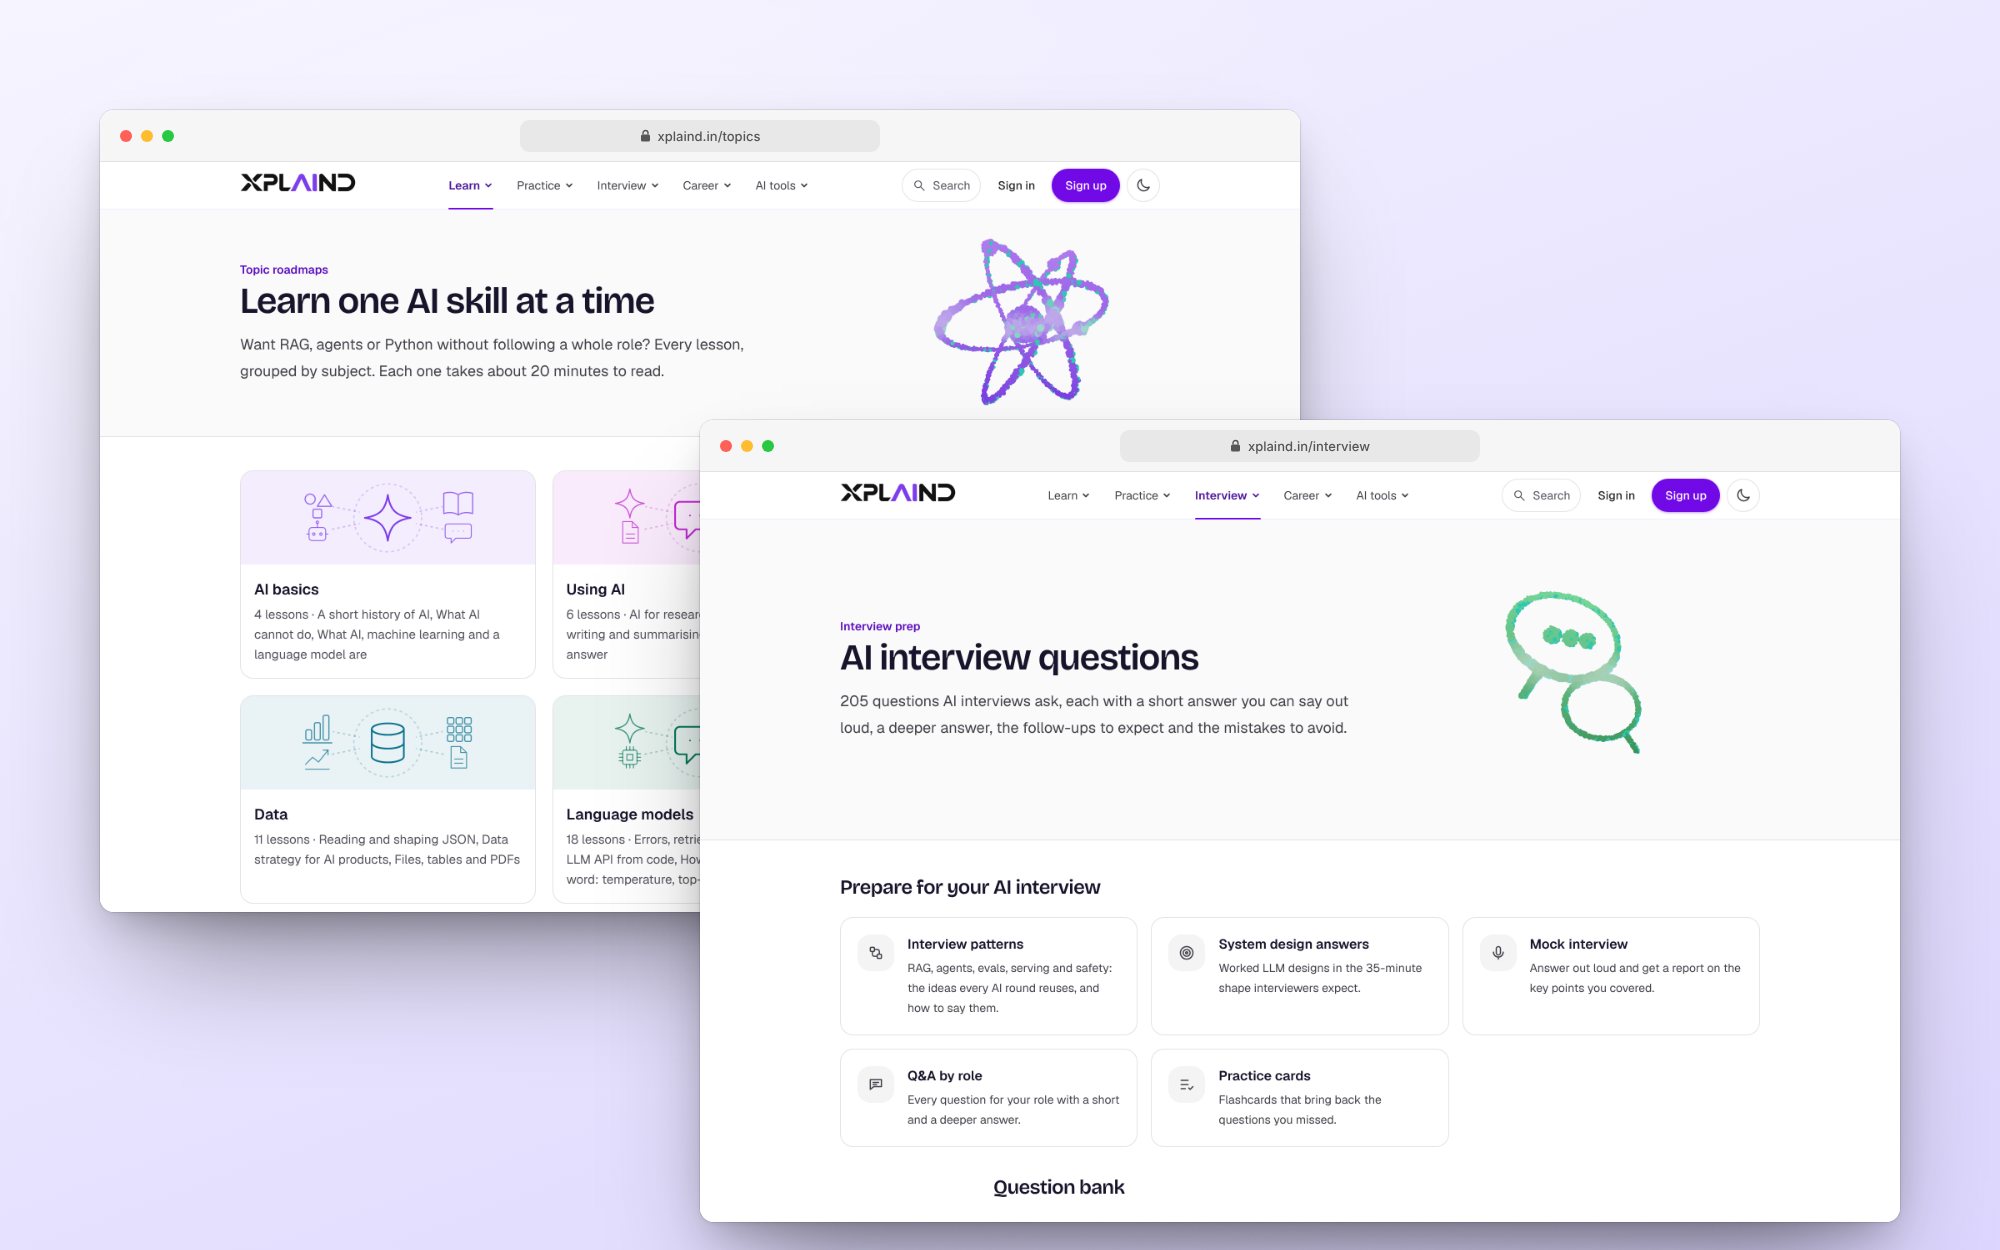 xplaind.in/topics
XPLAIND
Learn
Practice
Interview
Career
AI tools
Search
Sign in
Sign up
Topic roadmaps
Learn one AI skill at a time
Want RAG, agents or Python without following a whole role? Every lesson,
grouped by subject. Each one takes about 20 minutes to read.
AI basics
4 lessons · A short history of AI, What AI
cannot do, What AI, machine learning and a
language model are
Using AI
6 lessons · AI for
writing and
answer
Data
11 lessons · Reading and shaping JSON, Data
strategy for AI products, Files, tables and PDFs
Language models
18 lessons · Errors,
LLM API from code,
word: temperature,
xplaind.in/interview
XPLAIND
Learn
Practice
Interview
Career
AI tools
Search
Sign in
Sign up
Interview prep
AI interview questions
205 questions AI interviews ask, each with a short answer you can say out
loud, a deeper answer, the follow-ups to expect and the mistakes to avoid.
Prepare for your AI interview
Interview patterns
RAG, agents, evals, serving and safety:
the ideas every AI round reuses, and
how to say them.
System design answers
Worked LLM designs in the 35-minute
shape interviewers expect.
Mock interview
Answer out loud and get a report on the
key points you covered.
Q&A by role
Every question for your role with a short
and a deeper answer.
Practice cards
Flashcards that bring back the
questions you missed.
Question bank